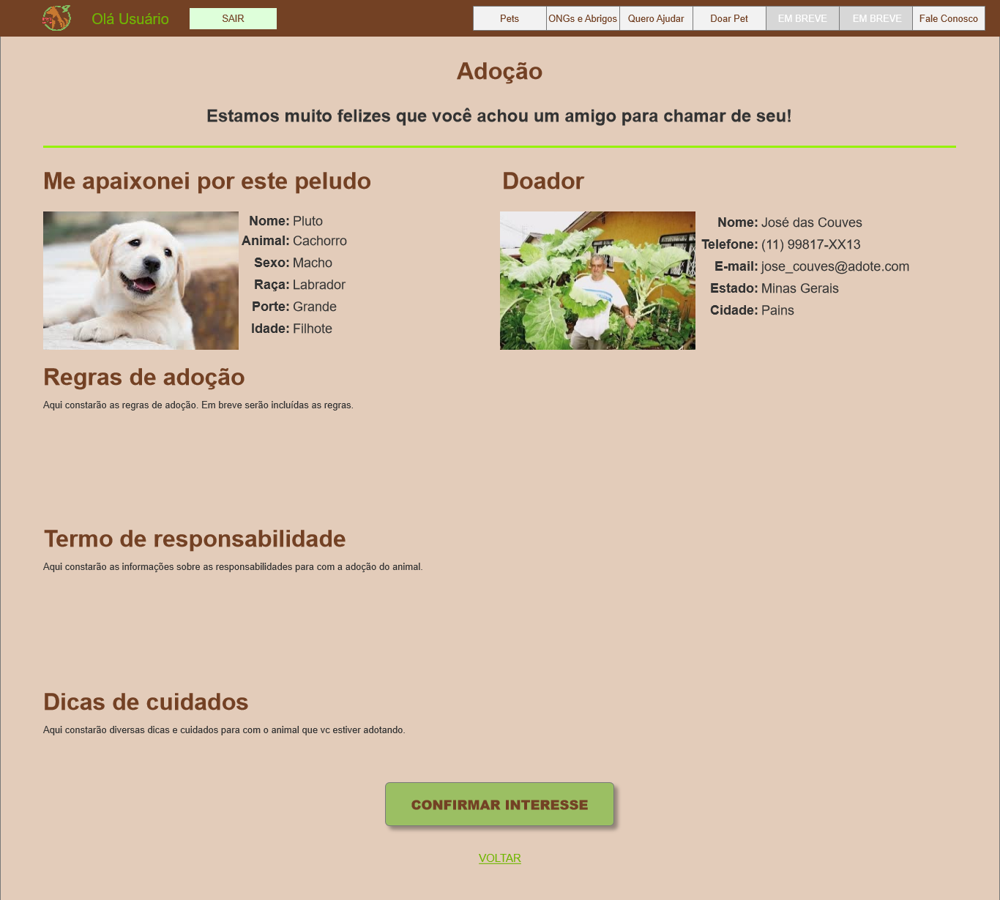 Olá Usuário
SAIR
Pets
ONGs e Abrigos
Quero Ajudar
Doar Pet
EM BREVE
EM BREVE
Fale Conosco
Adoção
Estamos muito felizes que você achou um amigo para chamar de seu!
Me apaixonei por este peludo
Nome: Pluto
Animal: Cachorro
Sexo: Macho
Raça: Labrador
Porte: Grande
Idade: Filhote
Doador
Nome: José das Couves
Telefone: (11) 99817-XX13
E-mail: jose_couves@adote.com
Estado: Minas Gerais
Cidade: Pains
Regras de adoção
Aqui constarão as regras de adoção. Em breve serão incluídas as regras.
Termo de responsabilidade
Aqui constarão as informações sobre as responsabilidades para com a adoção do animal.
Dicas de cuidados
Aqui constarão diversas dicas e cuidados para com o animal que vc estiver adotando.
CONFIRMAR INTERESSE
VOLTAR